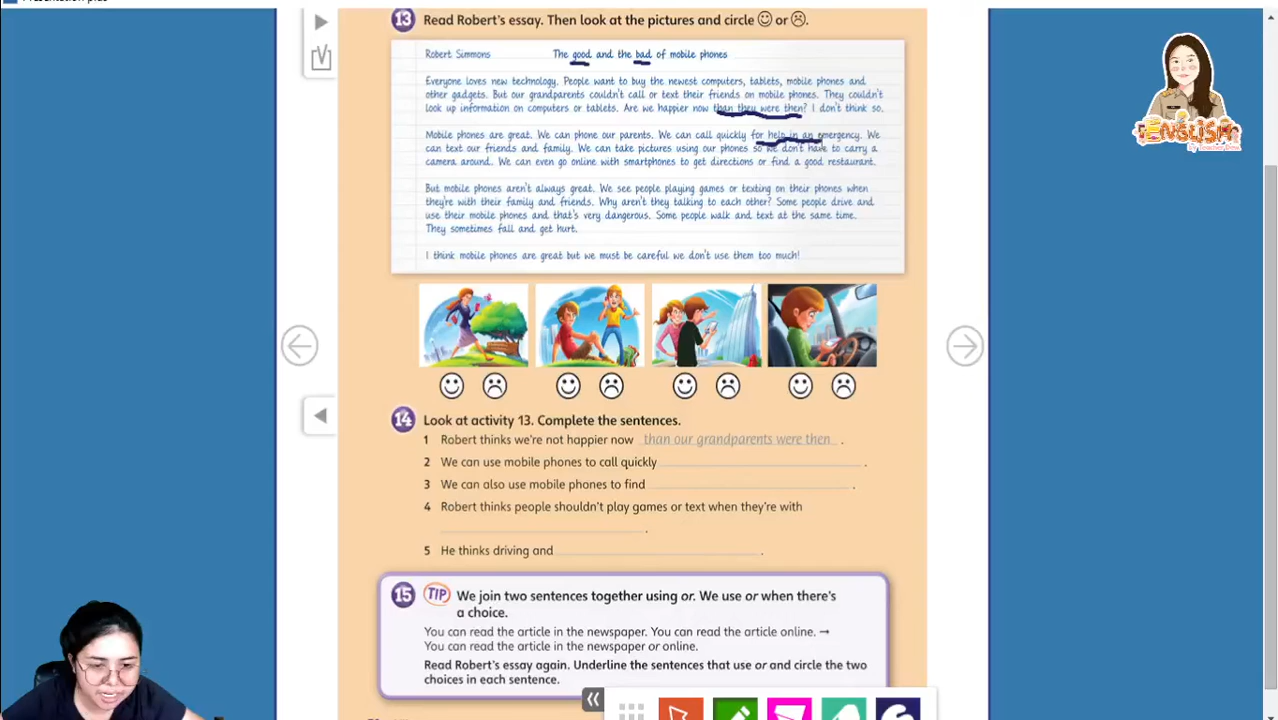 13 Read Robert's essay. Then look at the pictures and circle ☺ or ☹.
Robert Simmons The good and the bad of mobile phones
Everyone loves new technology. People want to buy the newest computers, tablets, mobile phones and
other gadgets. But our grandparents couldn't call or text their friends on mobile phones. They couldn't
look up information on computers or tablets. Are we happier now than they were then? I don't think so.
Mobile phones are great. We can phone our parents. We can call quickly for help in an emergency. We
can text our friends and family. We can take pictures using our phones so we don't have to carry a
camera around. We can even go online with smartphones to get directions or find a good restaurant.
But mobile phones aren't always great. We see people playing games or texting on their phones when
they're with their family and friends. Why aren't they talking to each other? Some people drive and
use their mobile phones and that's very dangerous. Some people walk and text at the same time.
They sometimes fall and get hurt.
I think mobile phones are great but we must be careful we don't use them too much!
14 Look at activity 13. Complete the sentences.
1 Robert thinks we're not happier now than our grandparents were then.
2 We can use mobile phones to call quickly .
3 We can also use mobile phones to find .
4 Robert thinks people shouldn't play games or text when they're with
.
5 He thinks driving and .
15 TIP We join two sentences together using or. We use or when there's
a choice.
You can read the article in the newspaper. You can read the article online. →
You can read the article in the newspaper or online.
Read Robert's essay again. Underline the sentences that use or and circle the two
choices in each sentence.
ENGLISH